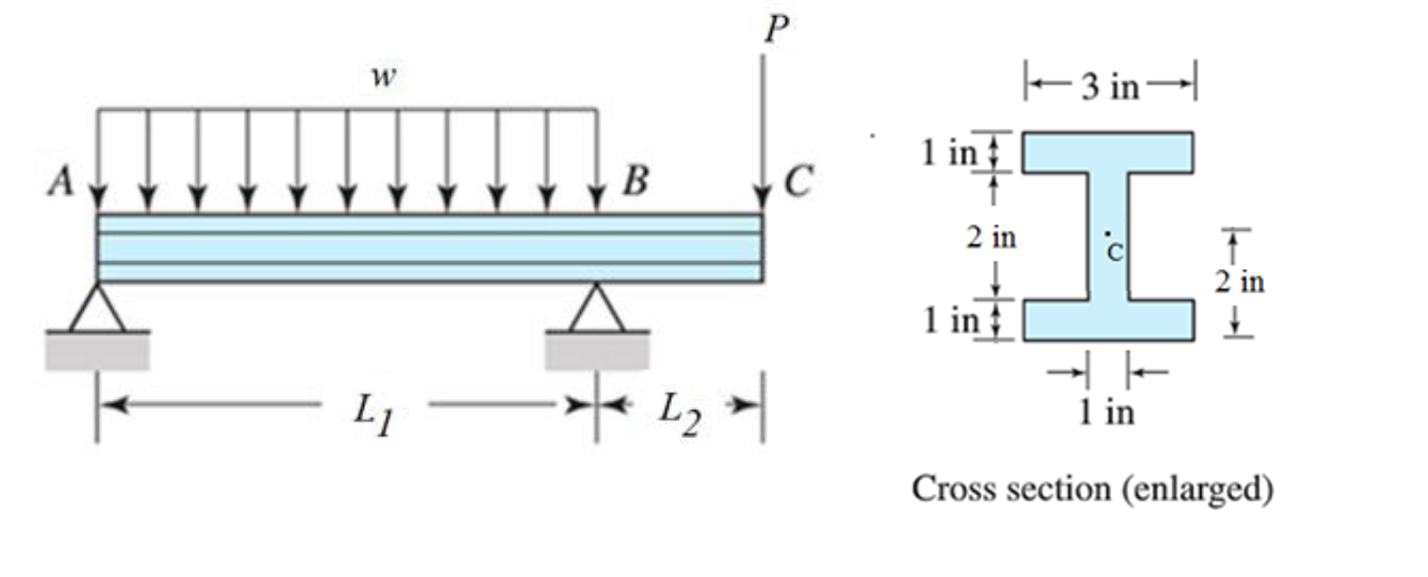 P
w
3 in
A
B
C
1 in
2 in
C
2 in
1 in
L1
L2
1 in
Cross section (enlarged)